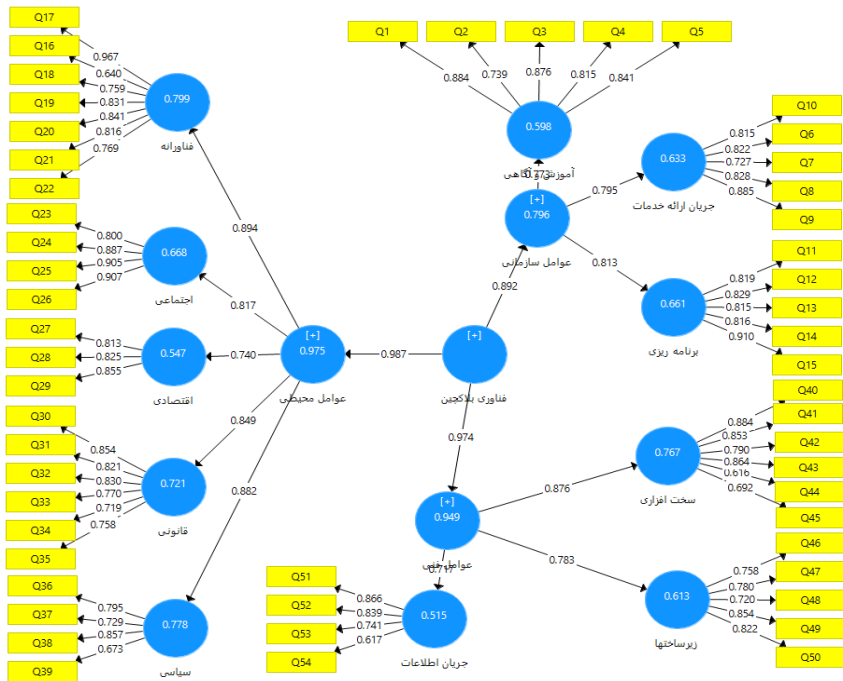 Q17
Q16
Q18
Q19
Q20
Q21
Q22
0.967
0.640
0.759
0.831
0.841
0.816
0.769
0.799
فناورانه
Q23
Q24
Q25
Q26
0.800
0.887
0.905
0.907
0.668
اجتماعی
Q27
Q28
Q29
0.813
0.825
0.855
0.547
اقتصادی
Q30
Q31
Q32
Q33
Q34
Q35
0.854
0.821
0.830
0.770
0.719
0.758
0.721
قانونی
Q36
Q37
Q38
Q39
0.795
0.729
0.857
0.673
0.778
سیاسی
0.894
0.817
0.740
0.849
0.882
[+]
0.975
عوامل محیطی
0.987
[+]
فناوری بلاکچین
0.892
0.974
Q1
Q2
Q3
Q4
Q5
0.884
0.739
0.876
0.815
0.841
0.598
آموزش و آگاهی
0.773
[+]
0.796
عوامل سازمانی
0.795
0.813
Q10
Q6
Q7
Q8
Q9
0.815
0.822
0.727
0.828
0.885
0.633
جریان ارائه خدمات
Q11
Q12
Q13
Q14
Q15
0.819
0.829
0.815
0.816
0.910
0.661
برنامه ریزی
Q40
Q41
Q42
Q43
Q44
Q45
0.884
0.853
0.790
0.864
0.616
0.692
0.767
سخت افزاری
0.876
0.783
[+]
0.949
عوامل فنی
0.717
Q46
Q47
Q48
Q49
Q50
0.758
0.780
0.720
0.854
0.822
0.613
زیرساختها
Q51
Q52
Q53
Q54
0.866
0.839
0.741
0.617
0.515
جریان اطلاعات